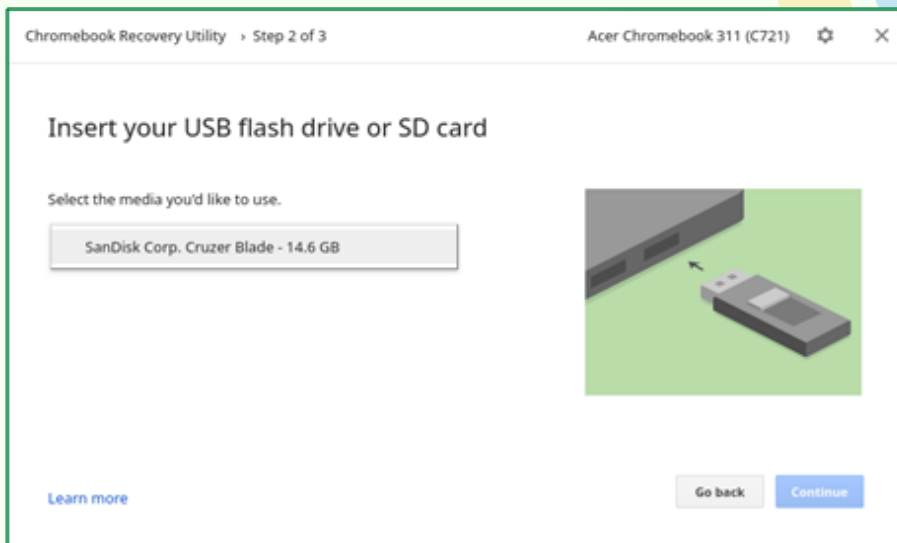 Chromebook Recovery Utility › Step 2 of 3
Acer Chromebook 311 (C721)
Insert your USB flash drive or SD card
Select the media you'd like to use.
SanDisk Corp. Cruzer Blade - 14.6 GB
Learn more
Go back
Continue